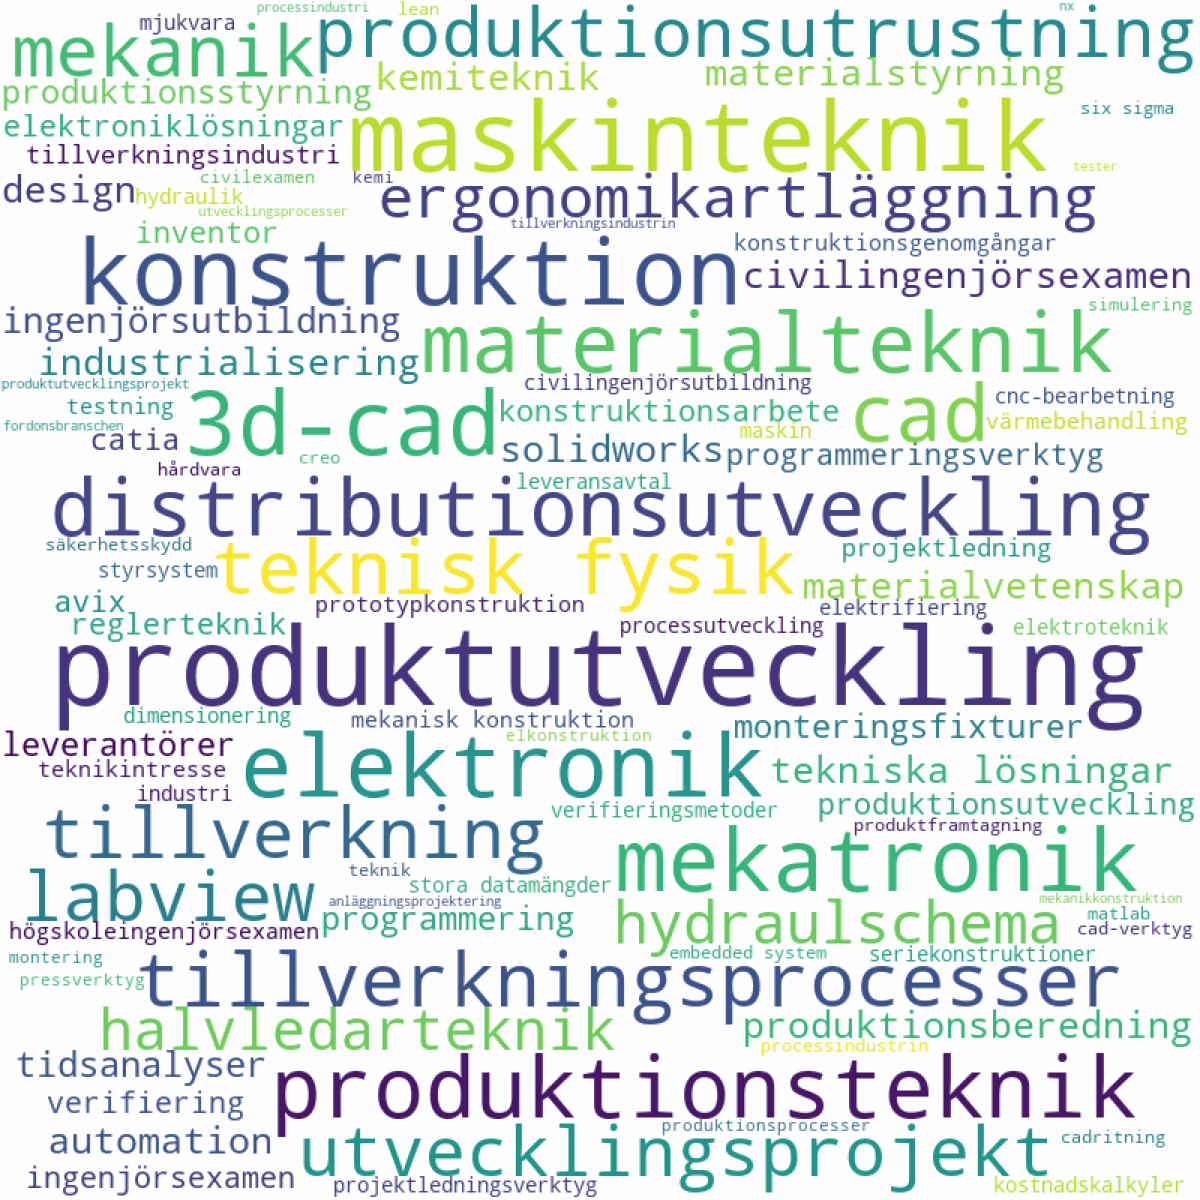 processindustri
lean
nx
mjukvara
mekanik
produktionsutrustning
kemiteknik
materialstyrning
produktionsstyrning
six sigma
elektroniklösningar
maskinteknik
tillverkningsindustri
tester
civilexamen
kemi
design
hydraulik
ergonomikartläggning
utvecklingsprocesser
tillverkningsindustrin
inventor
konstruktionsgenomgångar
konstruktion
civilingenjörsexamen
simulering
ingenjörsutbildning
materialteknik
industrialisering
produktutvecklingsprojekt
civilingenjörsutbildning
cnc-bearbetning
testning
3d-cad
konstruktionsarbete
cad
värmebehandling
fordonsbranschen
maskin
catia
solidworks
programmeringsverktyg
creo
hårdvara
leveransavtal
distributionsutveckling
säkerhetsskydd
projektledning
styrsystem
teknisk fysik
materialvetenskap
avix
prototypkonstruktion
elektrifiering
reglerteknik
processutveckling
elektroteknik
produktutveckling
dimensionering
mekanisk konstruktion
monteringsfixturer
elkonstruktion
leverantörer
teknikintresse
elektronik
tekniska lösningar
industri
verifieringsmetoder
produktionsutveckling
tillverkning
produktframtagning
mekatronik
teknik
stora datamängder
labview
anläggningsprojektering
mekanikkonstruktion
programmering
hydraulschema
matlab
högskoleingenjörsexamen
cad-verktyg
montering
embedded system
seriekonstruktioner
pressverktyg
tillverkningsprocesser
halvledarteknik
produktionsberedning
processindustrin
tidsanalyser
produktionsteknik
verifiering
produktionsprocesser
automation
utvecklingsprojekt
cadritning
ingenjörsexamen
projektledningsverktyg
kostnadskalkyler